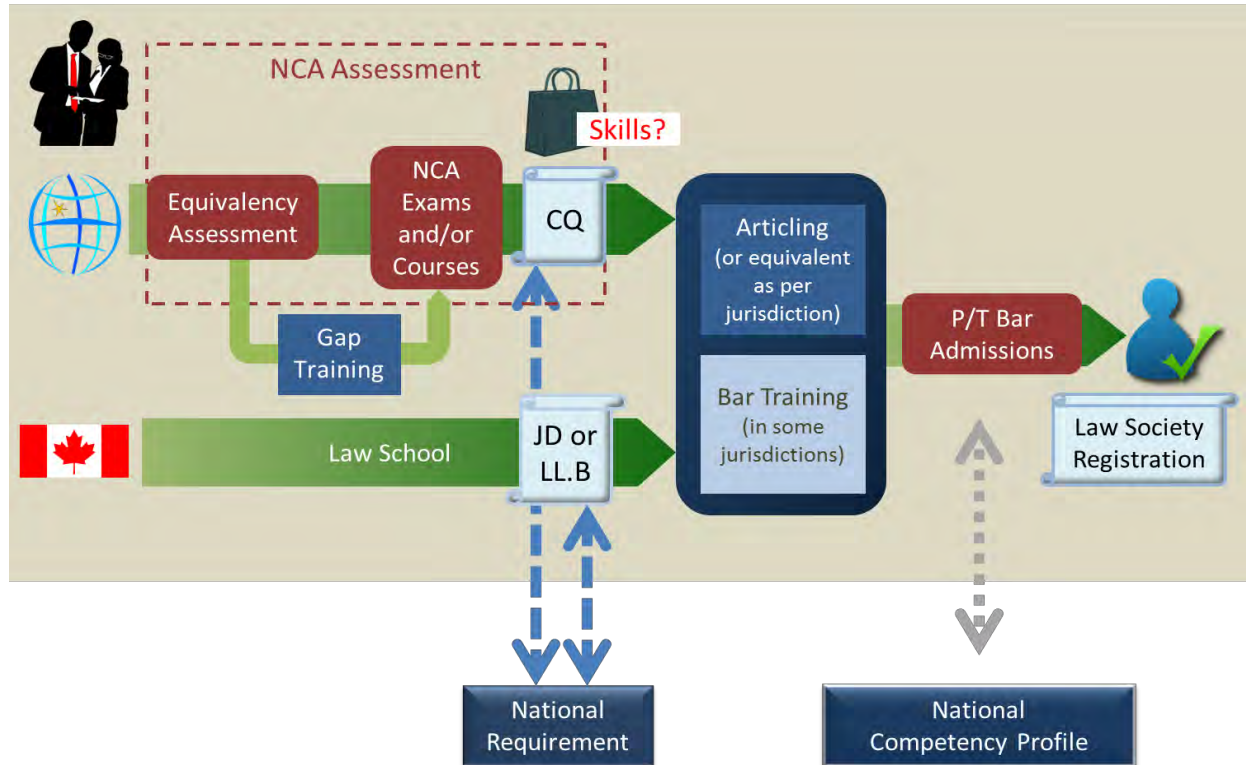 NCA Assessment
Skills?
Equivalency
Assessment
NCA
Exams
and/or
Courses
CQ
Gap
Training
Law School
JD or
LL.B
Articling
(or equivalent
as per
jurisdiction)
Bar Training
(in some
jurisdictions)
P/T Bar
Admissions
Law Society
Registration
National
Requirement
National
Competency Profile